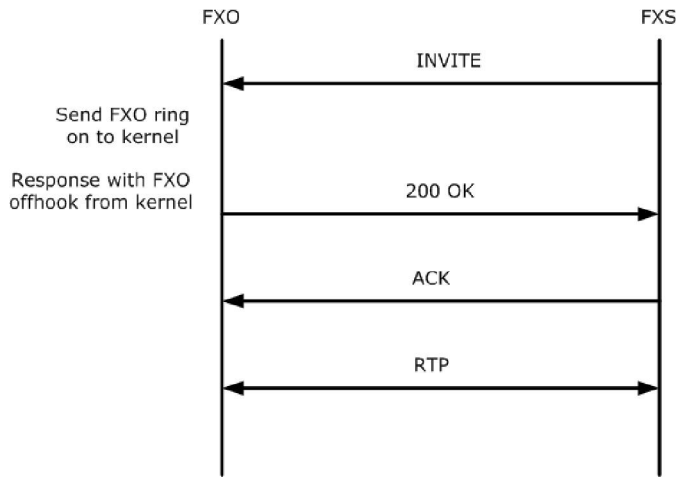 FXO
FXS
INVITE
Send FXO ring
on to kernel
Response with FXO
offhook from kernel
200 OK
ACK
RTP